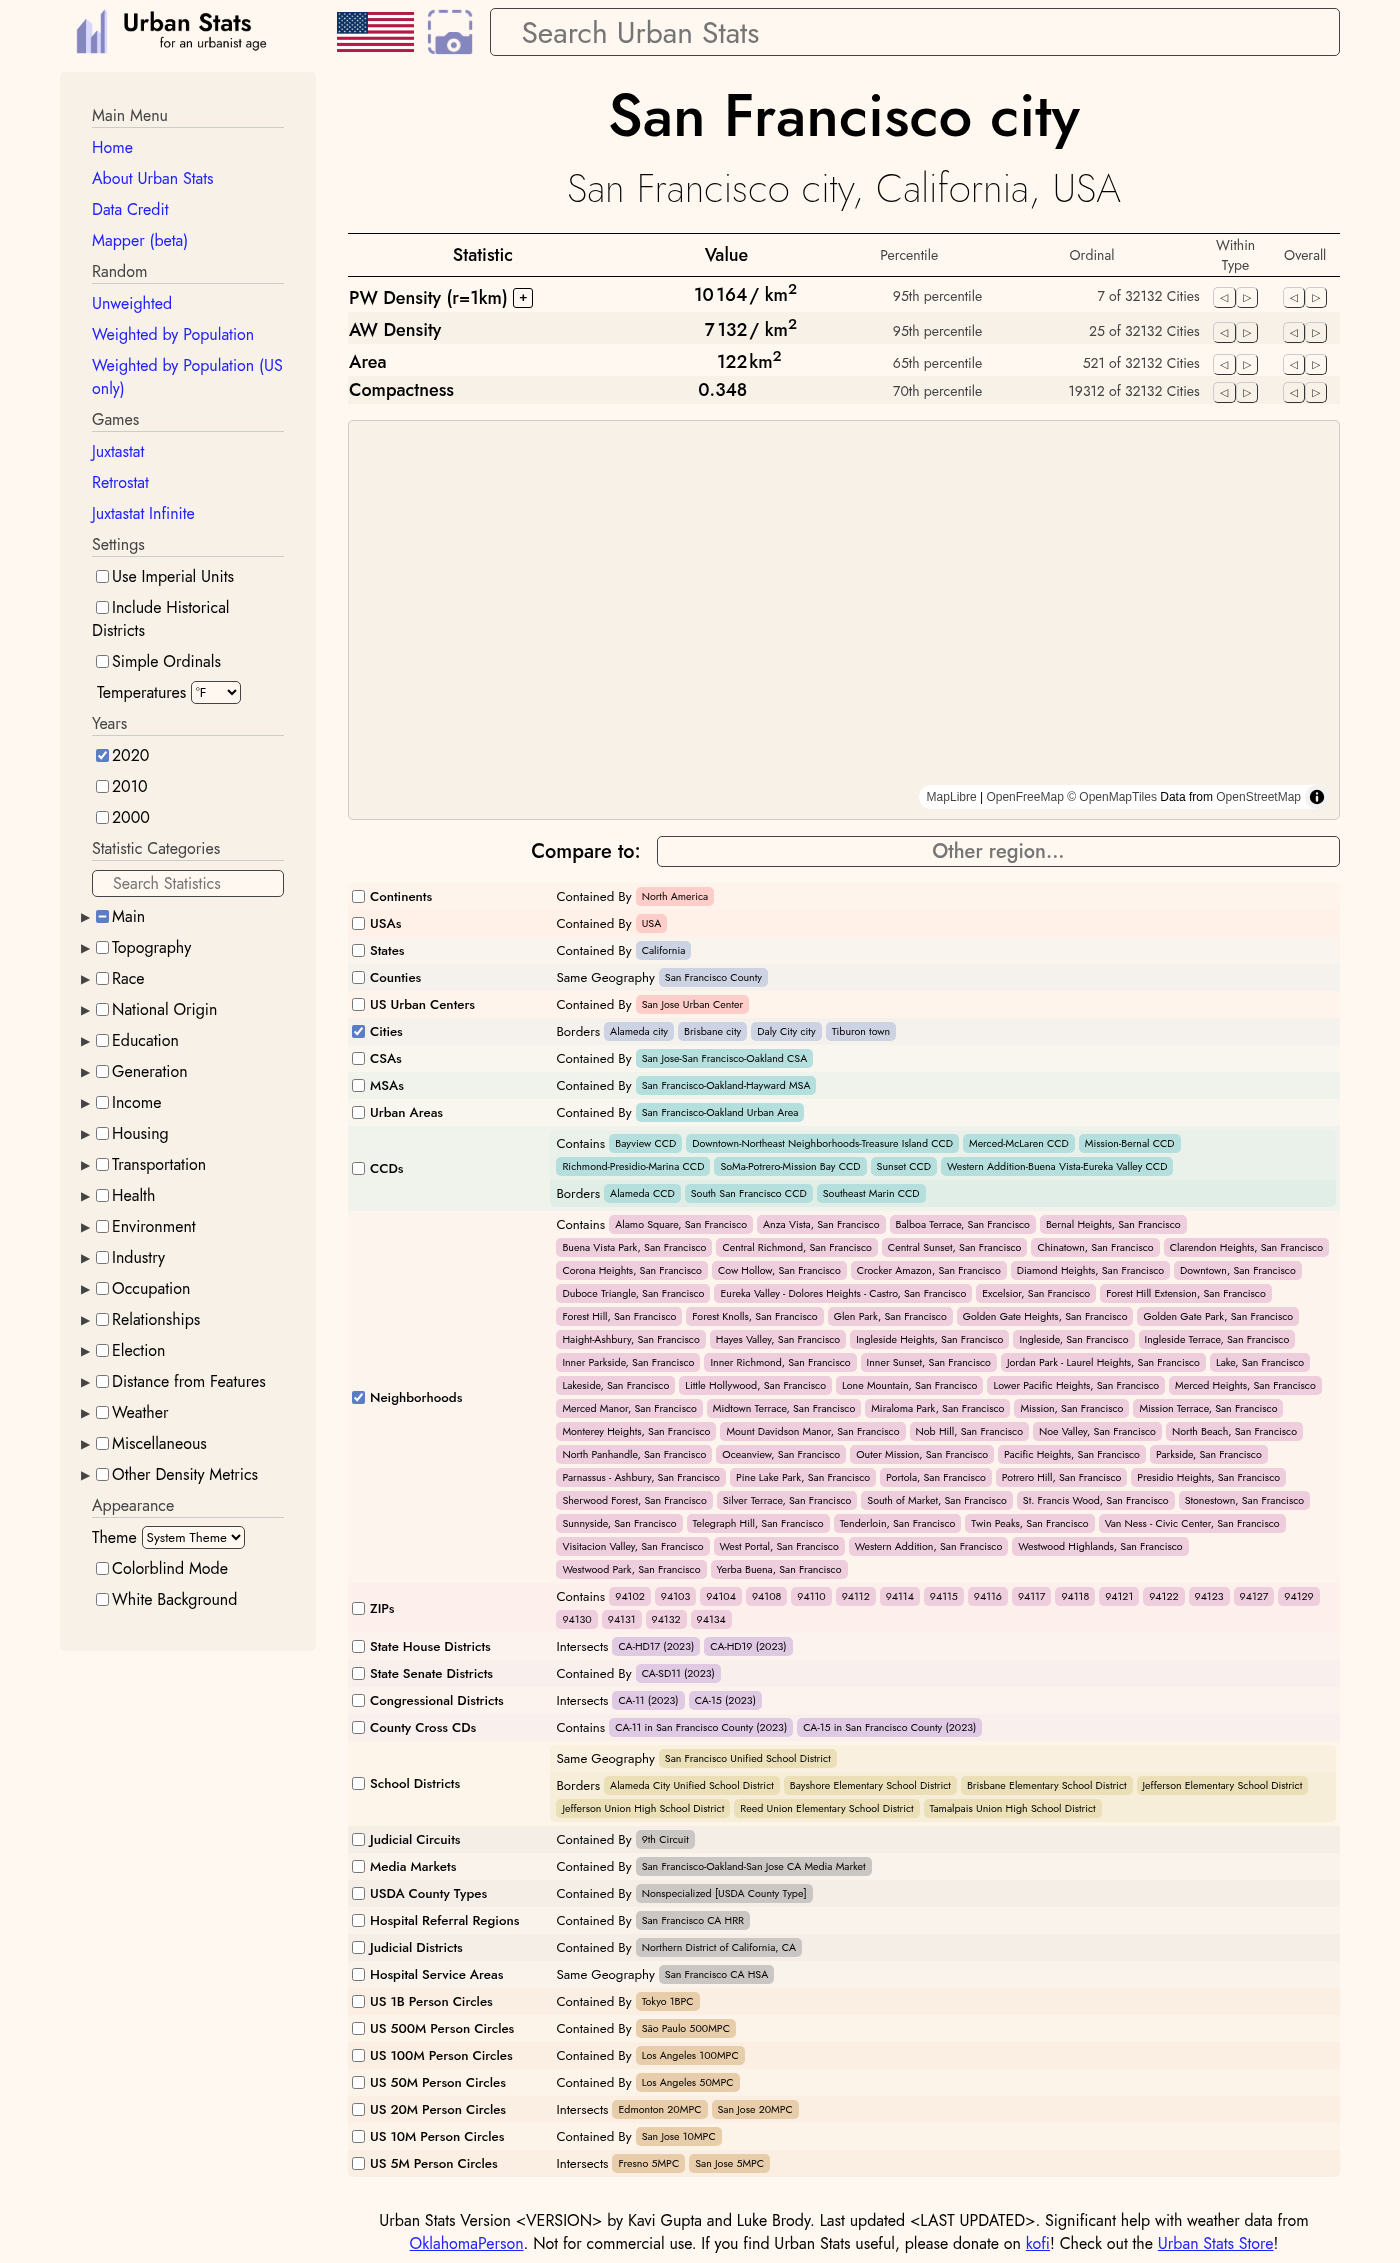 Urban Stats
for an urbanist age
Search Urban Stats
Main Menu
Home
About Urban Stats
Data Credit
Mapper (beta)
Random
Unweighted
Weighted by Population
Weighted by Population (US
only)
Games
Juxtastat
Retrostat
Juxtastat Infinite
Settings
Use Imperial Units
Include Historical
Districts
Simple Ordinals
Temperatures °F
Years
2020
2010
2000
Statistic Categories
Search Statistics
Main
Topography
Race
National Origin
Education
Generation
Income
Housing
Transportation
Health
Environment
Industry
Occupation
Relationships
Election
Distance from Features
Weather
Miscellaneous
Other Density Metrics
Appearance
Theme System Theme
Colorblind Mode
White Background
San Francisco city
San Francisco city, California, USA
Statistic Value Percentile Ordinal Within Type Overall
PW Density (r=1km) + 10 164 / km² 95th percentile 7 of 32132 Cities
AW Density 7 132 / km² 95th percentile 25 of 32132 Cities
Area 122 km² 65th percentile 521 of 32132 Cities
Compactness 0.348 70th percentile 19312 of 32132 Cities
MapLibre | OpenFreeMap © OpenMapTiles Data from OpenStreetMap
Compare to: Other region...
Continents Contained By North America
USAs Contained By USA
States Contained By California
Counties Same Geography San Francisco County
US Urban Centers Contained By San Jose Urban Center
Cities Borders Alameda city Brisbane city Daly City city Tiburon town
CSAs Contained By San Jose-San Francisco-Oakland CSA
MSAs Contained By San Francisco-Oakland-Hayward MSA
Urban Areas Contained By San Francisco-Oakland Urban Area
CCDs
Contains Bayview CCD Downtown-Northeast Neighborhoods-Treasure Island CCD Merced-McLaren CCD Mission-Bernal CCD
Richmond-Presidio-Marina CCD SoMa-Potrero-Mission Bay CCD Sunset CCD Western Addition-Buena Vista-Eureka Valley CCD
Borders Alameda CCD South San Francisco CCD Southeast Marin CCD
Neighborhoods
Contains Alamo Square, San Francisco Anza Vista, San Francisco Balboa Terrace, San Francisco Bernal Heights, San Francisco
Buena Vista Park, San Francisco Central Richmond, San Francisco Central Sunset, San Francisco Chinatown, San Francisco Clarendon Heights, San Francisco
Corona Heights, San Francisco Cow Hollow, San Francisco Crocker Amazon, San Francisco Diamond Heights, San Francisco Downtown, San Francisco
Duboce Triangle, San Francisco Eureka Valley - Dolores Heights - Castro, San Francisco Excelsior, San Francisco Forest Hill Extension, San Francisco
Forest Hill, San Francisco Forest Knolls, San Francisco Glen Park, San Francisco Golden Gate Heights, San Francisco Golden Gate Park, San Francisco
Haight-Ashbury, San Francisco Hayes Valley, San Francisco Ingleside Heights, San Francisco Ingleside, San Francisco Ingleside Terrace, San Francisco
Inner Parkside, San Francisco Inner Richmond, San Francisco Inner Sunset, San Francisco Jordan Park - Laurel Heights, San Francisco Lake, San Francisco
Lakeside, San Francisco Little Hollywood, San Francisco Lone Mountain, San Francisco Lower Pacific Heights, San Francisco Merced Heights, San Francisco
Merced Manor, San Francisco Midtown Terrace, San Francisco Miraloma Park, San Francisco Mission, San Francisco Mission Terrace, San Francisco
Monterey Heights, San Francisco Mount Davidson Manor, San Francisco Nob Hill, San Francisco Noe Valley, San Francisco North Beach, San Francisco
North Panhandle, San Francisco Oceanview, San Francisco Outer Mission, San Francisco Pacific Heights, San Francisco Parkside, San Francisco
Parnassus - Ashbury, San Francisco Pine Lake Park, San Francisco Portola, San Francisco Potrero Hill, San Francisco Presidio Heights, San Francisco
Sherwood Forest, San Francisco Silver Terrace, San Francisco South of Market, San Francisco St. Francis Wood, San Francisco Stonestown, San Francisco
Sunnyside, San Francisco Telegraph Hill, San Francisco Tenderloin, San Francisco Twin Peaks, San Francisco Van Ness - Civic Center, San Francisco
Visitacion Valley, San Francisco West Portal, San Francisco Western Addition, San Francisco Westwood Highlands, San Francisco
Westwood Park, San Francisco Yerba Buena, San Francisco
ZIPs
Contains 94102 94103 94104 94108 94110 94112 94114 94115 94116 94117 94118 94121 94122 94123 94127 94129
94130 94131 94132 94134
State House Districts Intersects CA-HD17 (2023) CA-HD19 (2023)
State Senate Districts Contained By CA-SD11 (2023)
Congressional Districts Intersects CA-11 (2023) CA-15 (2023)
County Cross CDs Contains CA-11 in San Francisco County (2023) CA-15 in San Francisco County (2023)
School Districts
Same Geography San Francisco Unified School District
Borders Alameda City Unified School District Bayshore Elementary School District Brisbane Elementary School District Jefferson Elementary School District
Jefferson Union High School District Reed Union Elementary School District Tamalpais Union High School District
Judicial Circuits Contained By 9th Circuit
Media Markets Contained By San Francisco-Oakland-San Jose CA Media Market
USDA County Types Contained By Nonspecialized [USDA County Type]
Hospital Referral Regions Contained By San Francisco CA HRR
Judicial Districts Contained By Northern District of California, CA
Hospital Service Areas Same Geography San Francisco CA HSA
US 1B Person Circles Contained By Tokyo 1BPC
US 500M Person Circles Contained By São Paulo 500MPC
US 100M Person Circles Contained By Los Angeles 100MPC
US 50M Person Circles Contained By Los Angeles 50MPC
US 20M Person Circles Intersects Edmonton 20MPC San Jose 20MPC
US 10M Person Circles Contained By San Jose 10MPC
US 5M Person Circles Intersects Fresno 5MPC San Jose 5MPC
Urban Stats Version <VERSION> by Kavi Gupta and Luke Brody. Last updated <LAST UPDATED>. Significant help with weather data from
OklahomaPerson. Not for commercial use. If you find Urban Stats useful, please donate on kofi! Check out the Urban Stats Store!